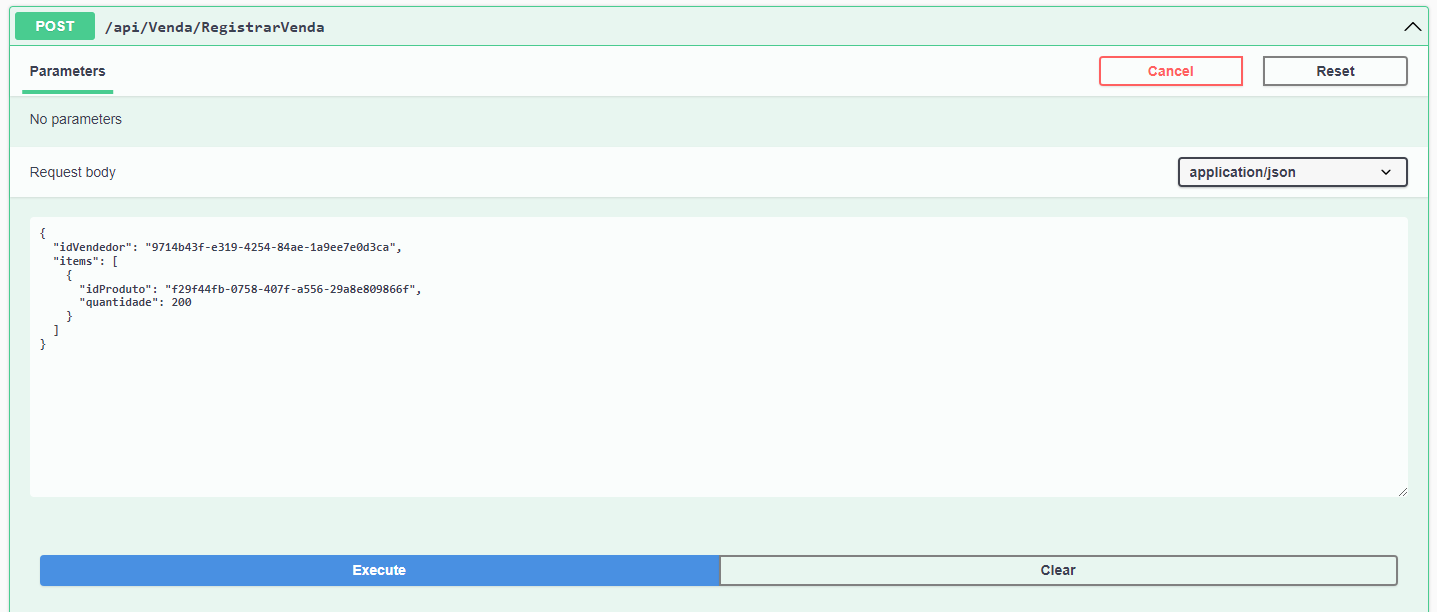 POST /api/Venda/RegistrarVenda
Parameters Cancel Reset
No parameters
Request body application/json
{
  "idVendedor": "9714b43f-e319-4254-84ae-1a9ee7e0d3ca",
  "items": [
    {
      "idProduto": "f29f44fb-0758-407f-a556-29a8e809866f",
      "quantidade": 200
    }
  ]
}
Execute Clear